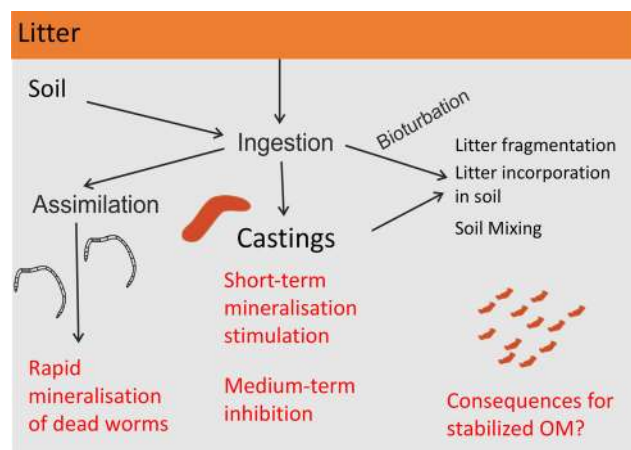 Litter
Soil
Ingestion
Bioturbation
Litter fragmentation
Litter incorporation
in soil
Soil Mixing
Assimilation
Castings
Short-term
mineralisation
stimulation
Medium-term
inhibition
Rapid
mineralisation
of dead worms
Consequences for
stabilized OM?